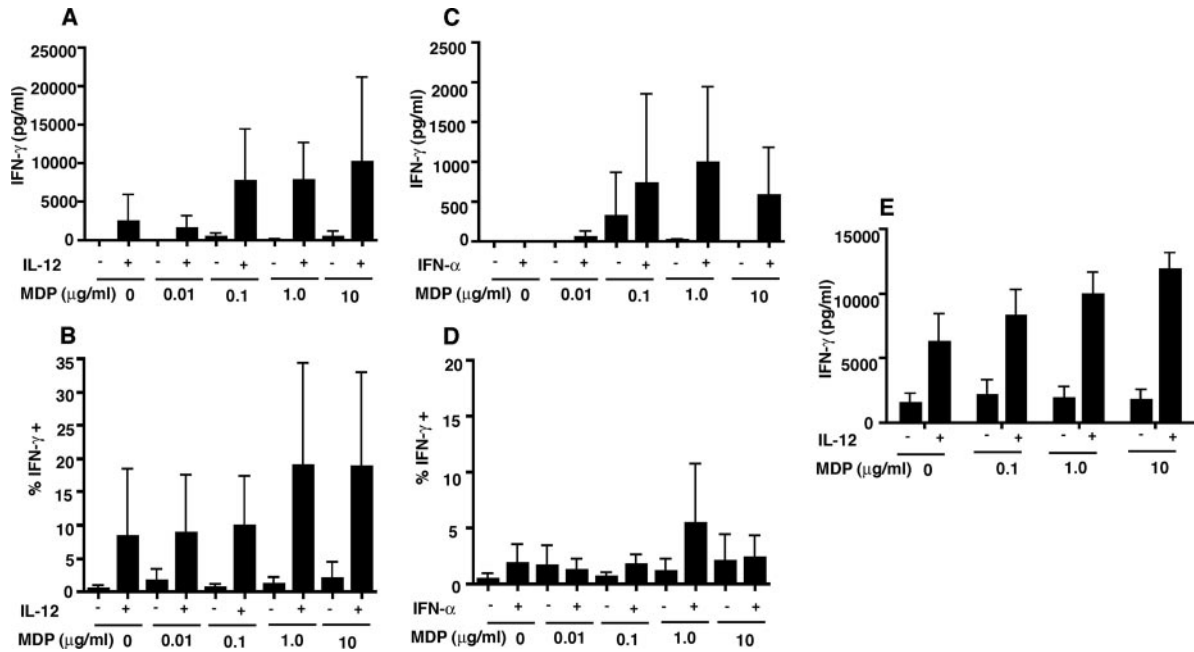 A
IFN-γ (pg/ml)
25000
20000
15000
10000
5000
0
IL-12 - + - + - + - + - +
MDP (μg/ml) 0 0.01 0.1 1.0 10
B
% IFN-γ +
35
30
25
20
15
10
5
0
IL-12 - + - + - + - + - +
MDP (μg/ml) 0 0.01 0.1 1.0 10
C
IFN-γ (pg/ml)
2500
2000
1500
1000
500
0
IFN-α - + - + - + - + - +
MDP (μg/ml) 0 0.01 0.1 1.0 10
D
% IFN-γ +
20
15
10
5
0
IFN-α - + - + - + - + - +
MDP (μg/ml) 0 0.01 0.1 1.0 10
E
IFN-γ (pg/ml)
15000
10000
5000
0
IL-12 - + - + - + - +
MDP (μg/ml) 0 0.1 1.0 10